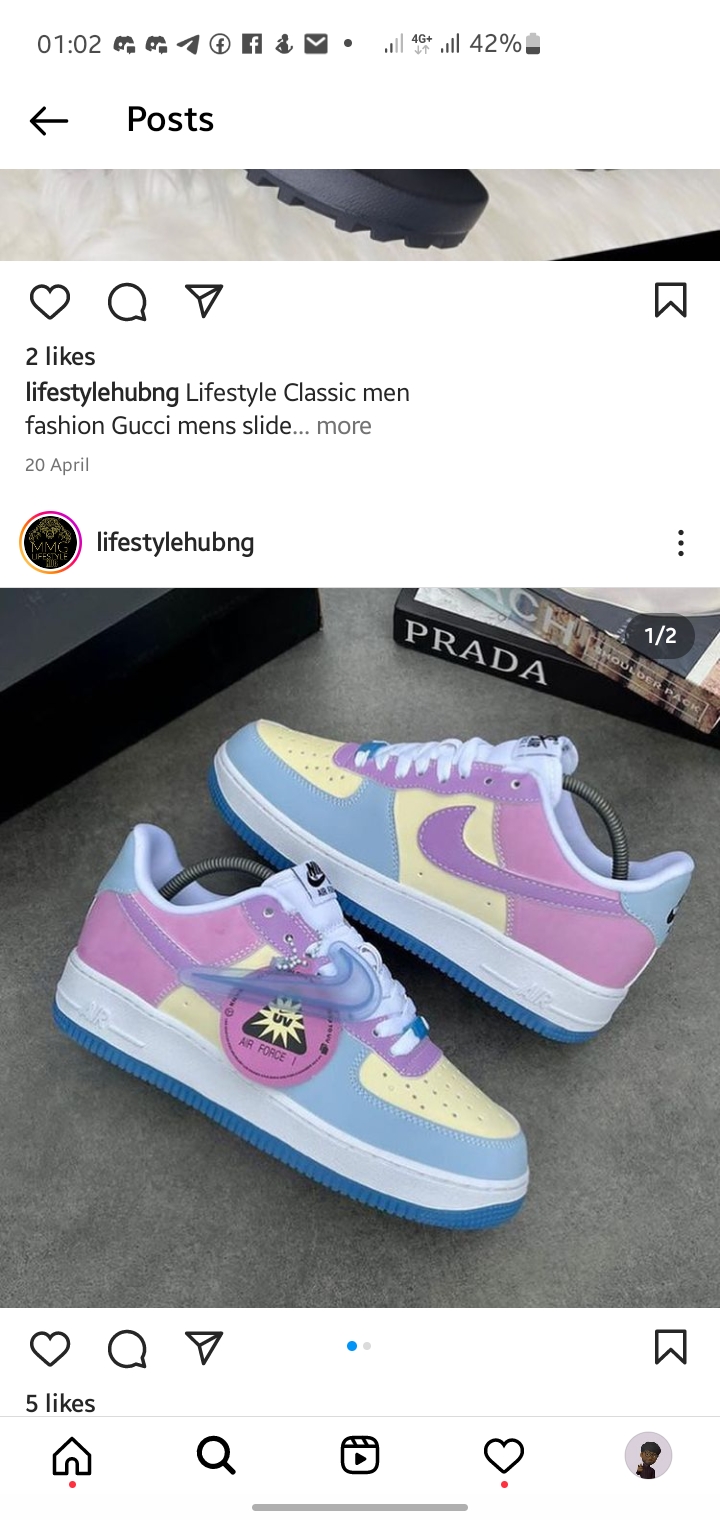 01:02 4G+ 42%
Posts
2 likes
lifestylehubng Lifestyle Classic men
fashion Gucci mens slide... more
20 April
MMG
LIFESTYLE
lifestylehubng
1/2
PRADA
ACH
SHOULDER PACK
AIR
AIR
UV
AIR FORCE 1
5 likes